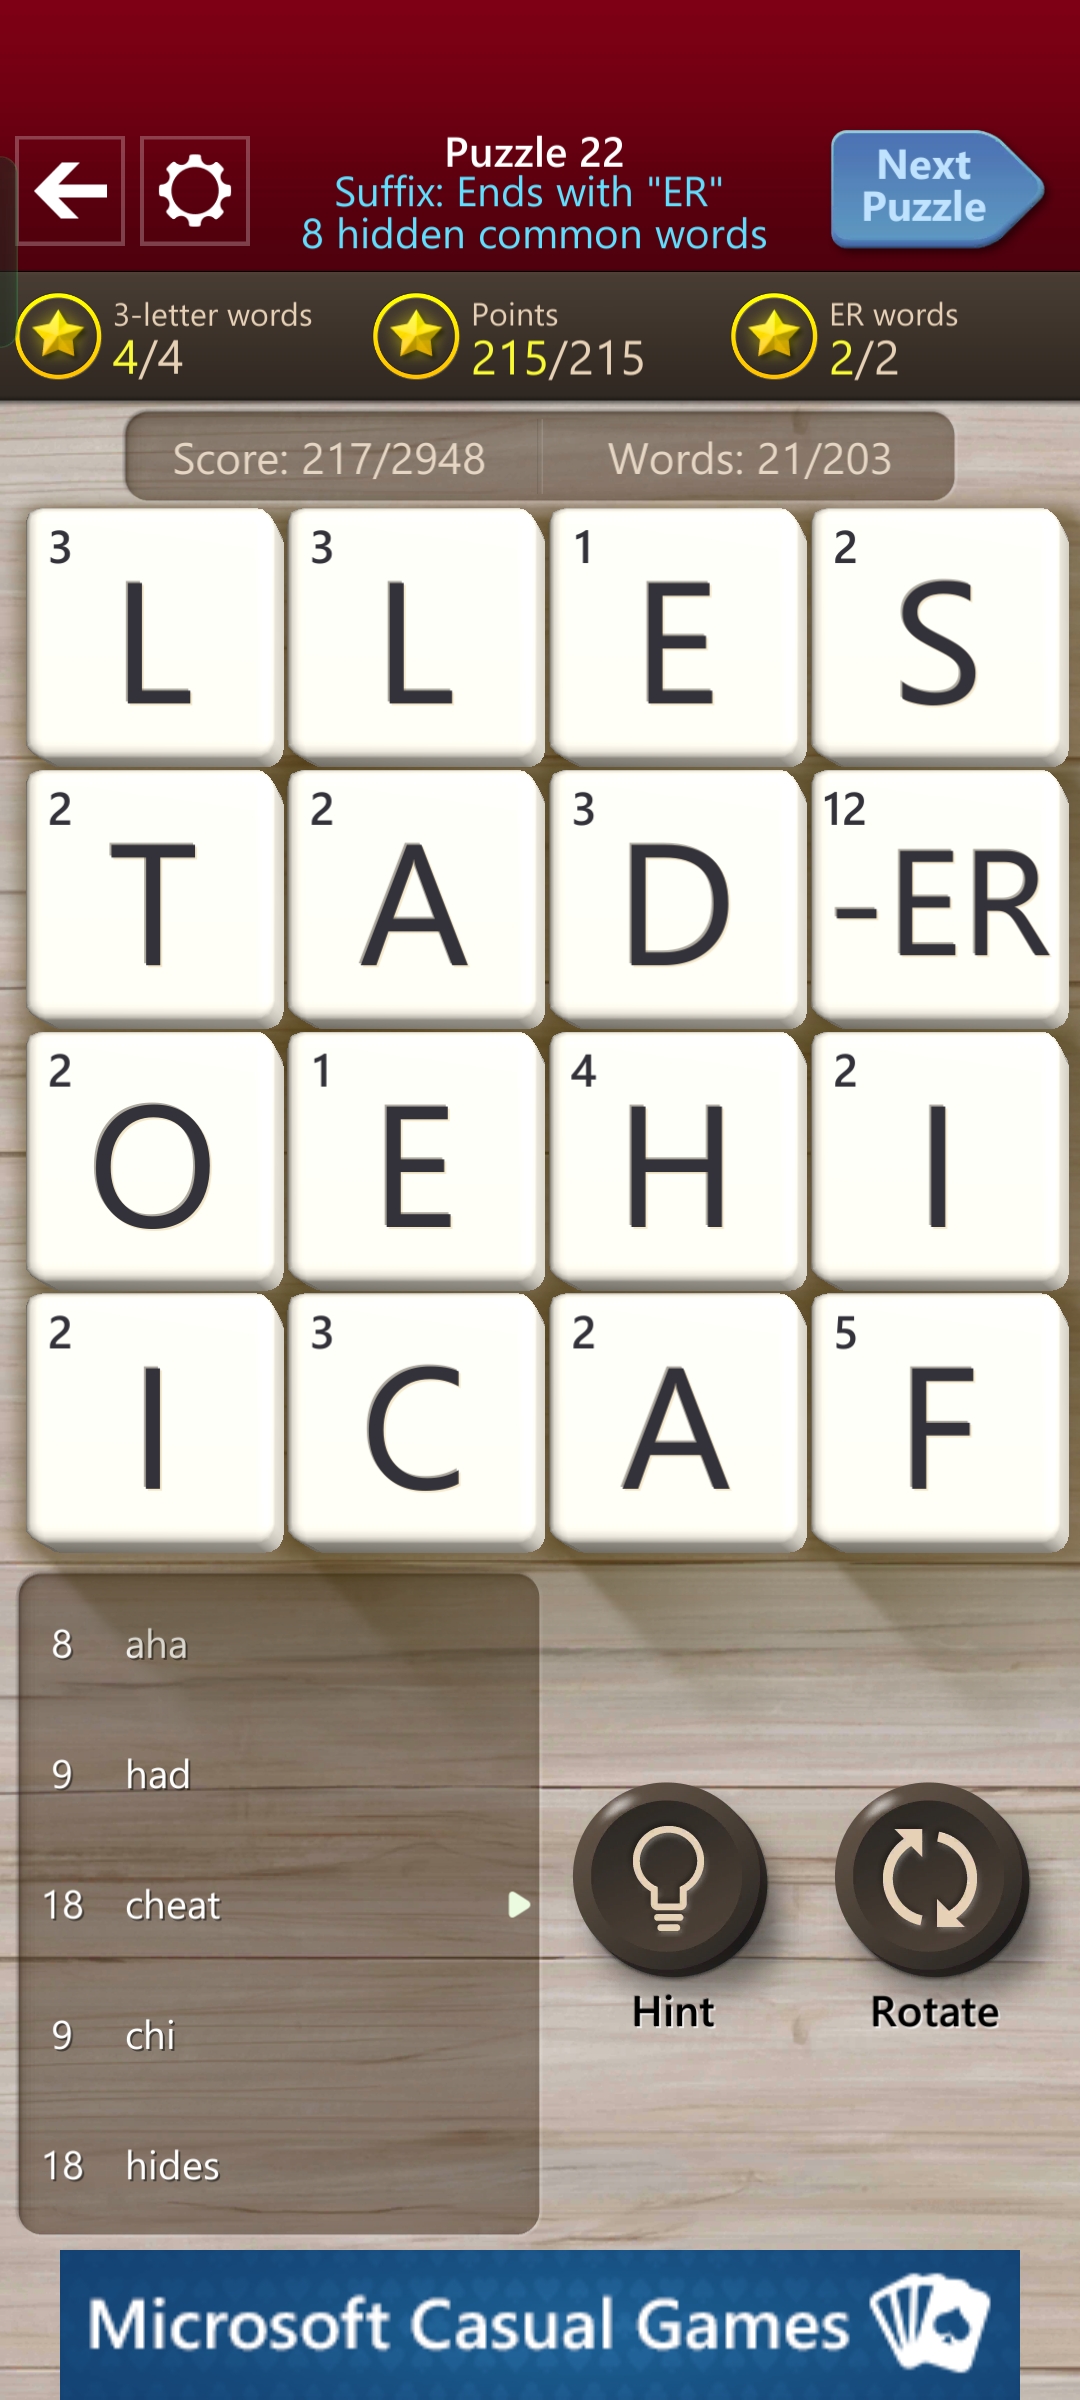 Puzzle 22
Suffix: Ends with "ER"
8 hidden common words
Next
Puzzle
3-letter words
4/4
Points
215/215
ER words
2/2
Score: 217/2948
Words: 21/203
3 L
3 L
1 E
2 S
2 T
2 A
3 D
12 -ER
2 O
1 E
4 H
2 I
2 I
3 C
2 A
5 F
8 aha
9 had
18 cheat
9 chi
18 hides
Hint
Rotate
Microsoft Casual Games